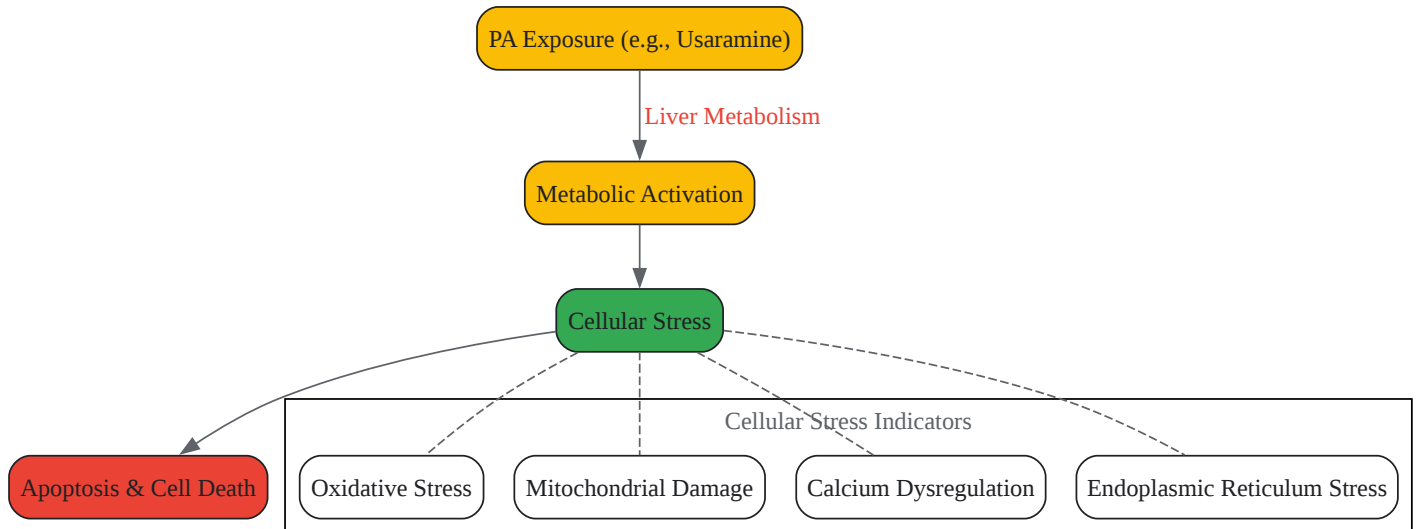 PA Exposure (e.g., Usaramine)
Liver Metabolism
Metabolic Activation
Cellular Stress
Cellular Stress Indicators
Apoptosis & Cell Death
Oxidative Stress
Mitochondrial Damage
Calcium Dysregulation
Endoplasmic Reticulum Stress